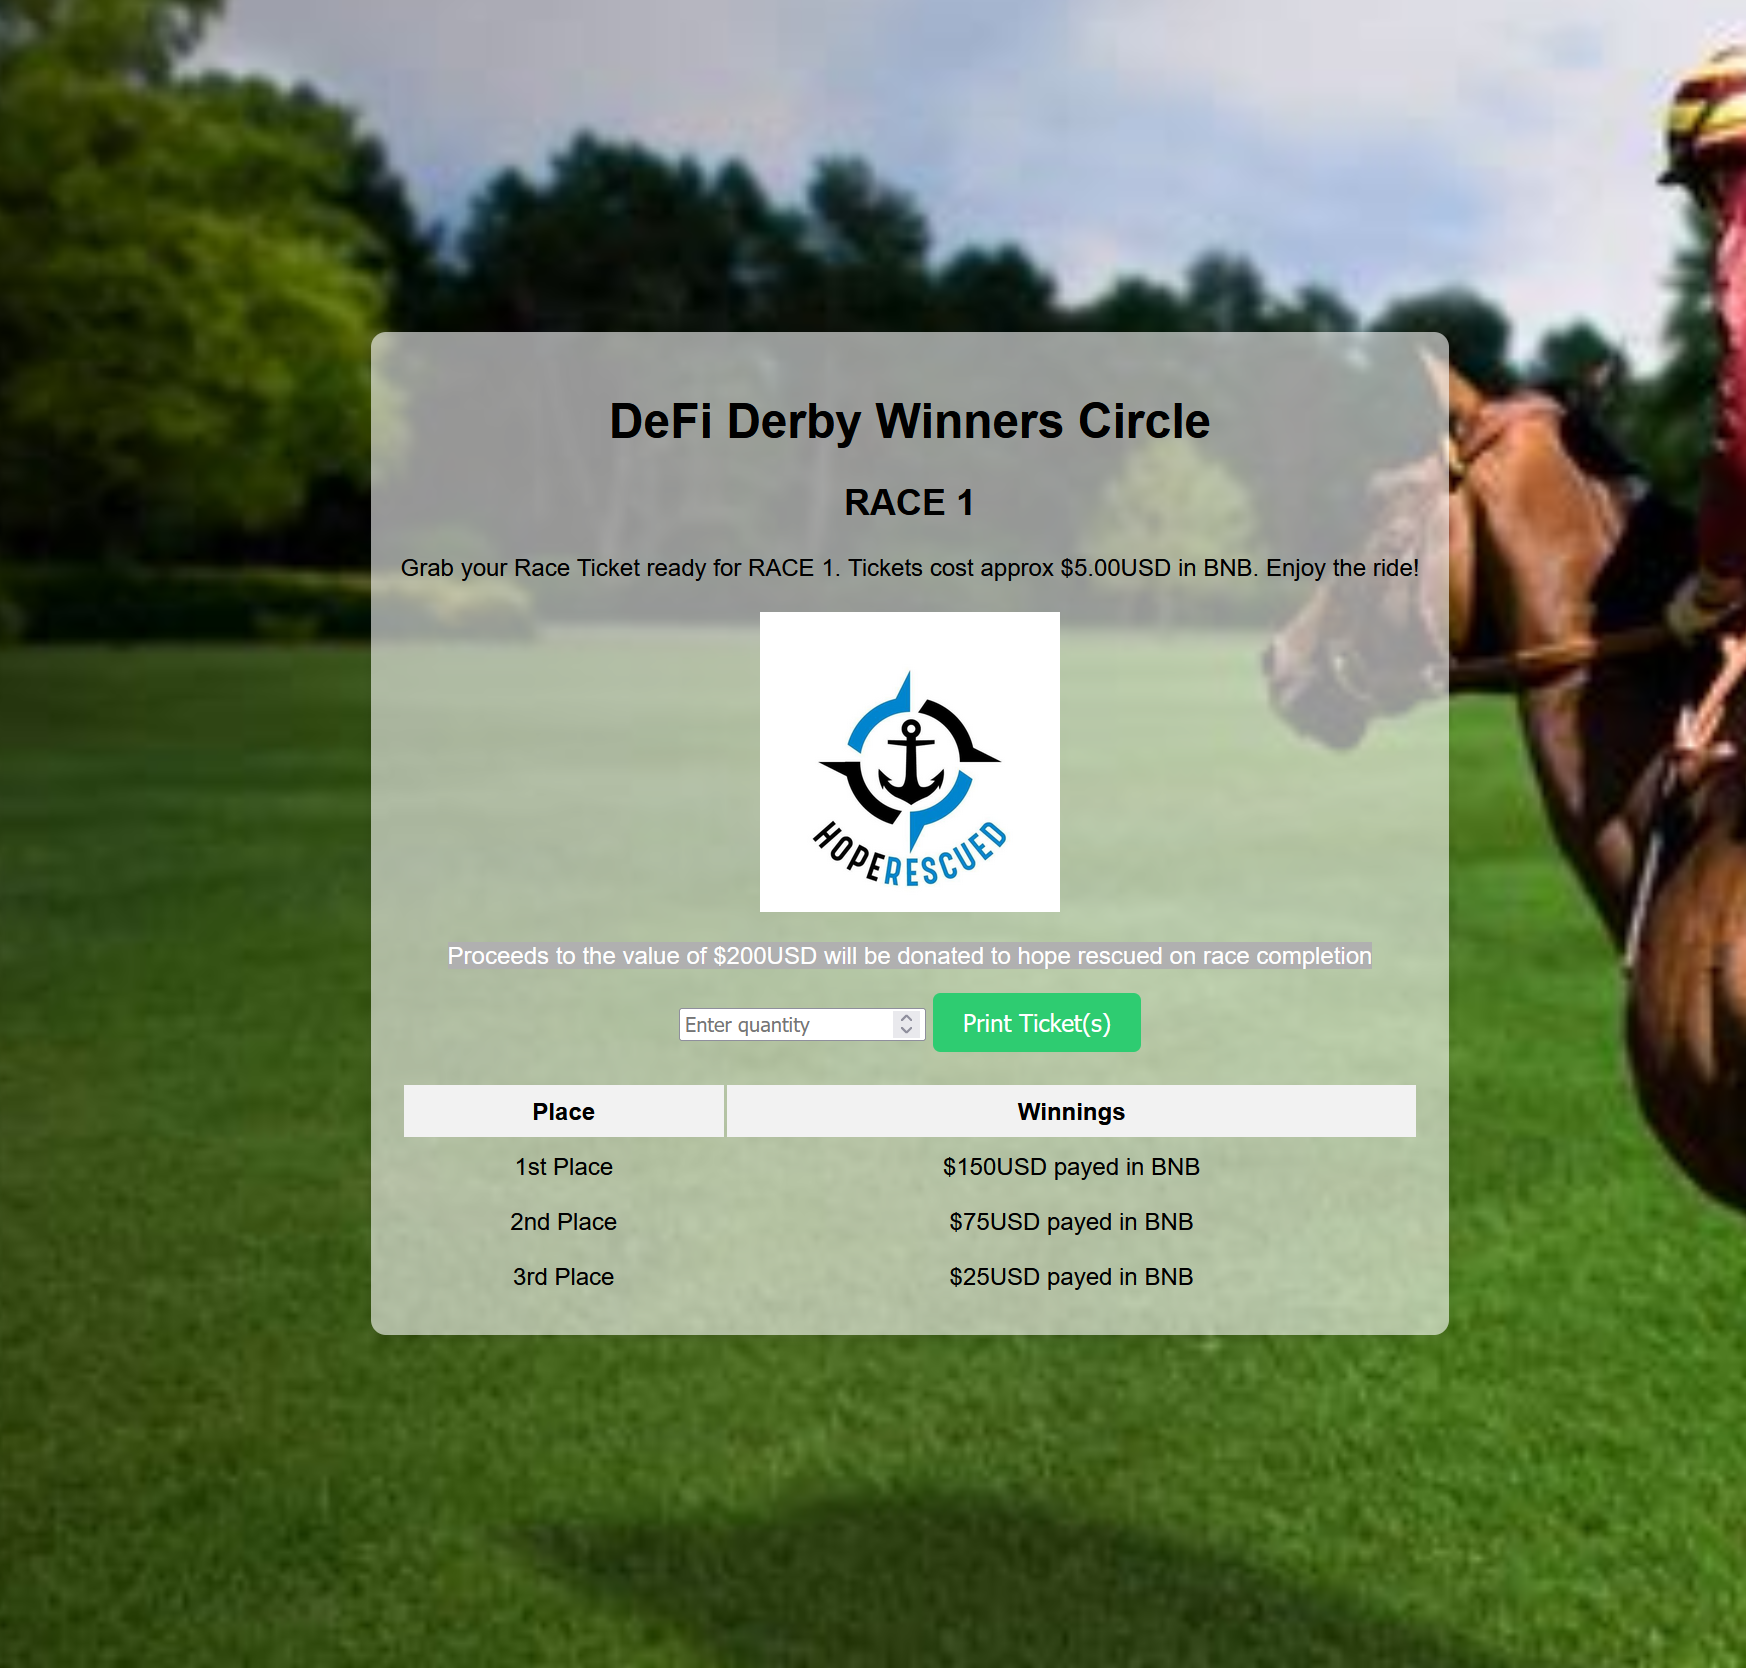 DeFi Derby Winners Circle
RACE 1
Grab your Race Ticket ready for RACE 1. Tickets cost approx $5.00USD in BNB. Enjoy the ride!
HOPERESCUED
Proceeds to the value of $200USD will be donated to hope rescued on race completion
Enter quantity
Print Ticket(s)
Place Winnings
1st Place $150USD payed in BNB
2nd Place $75USD payed in BNB
3rd Place $25USD payed in BNB